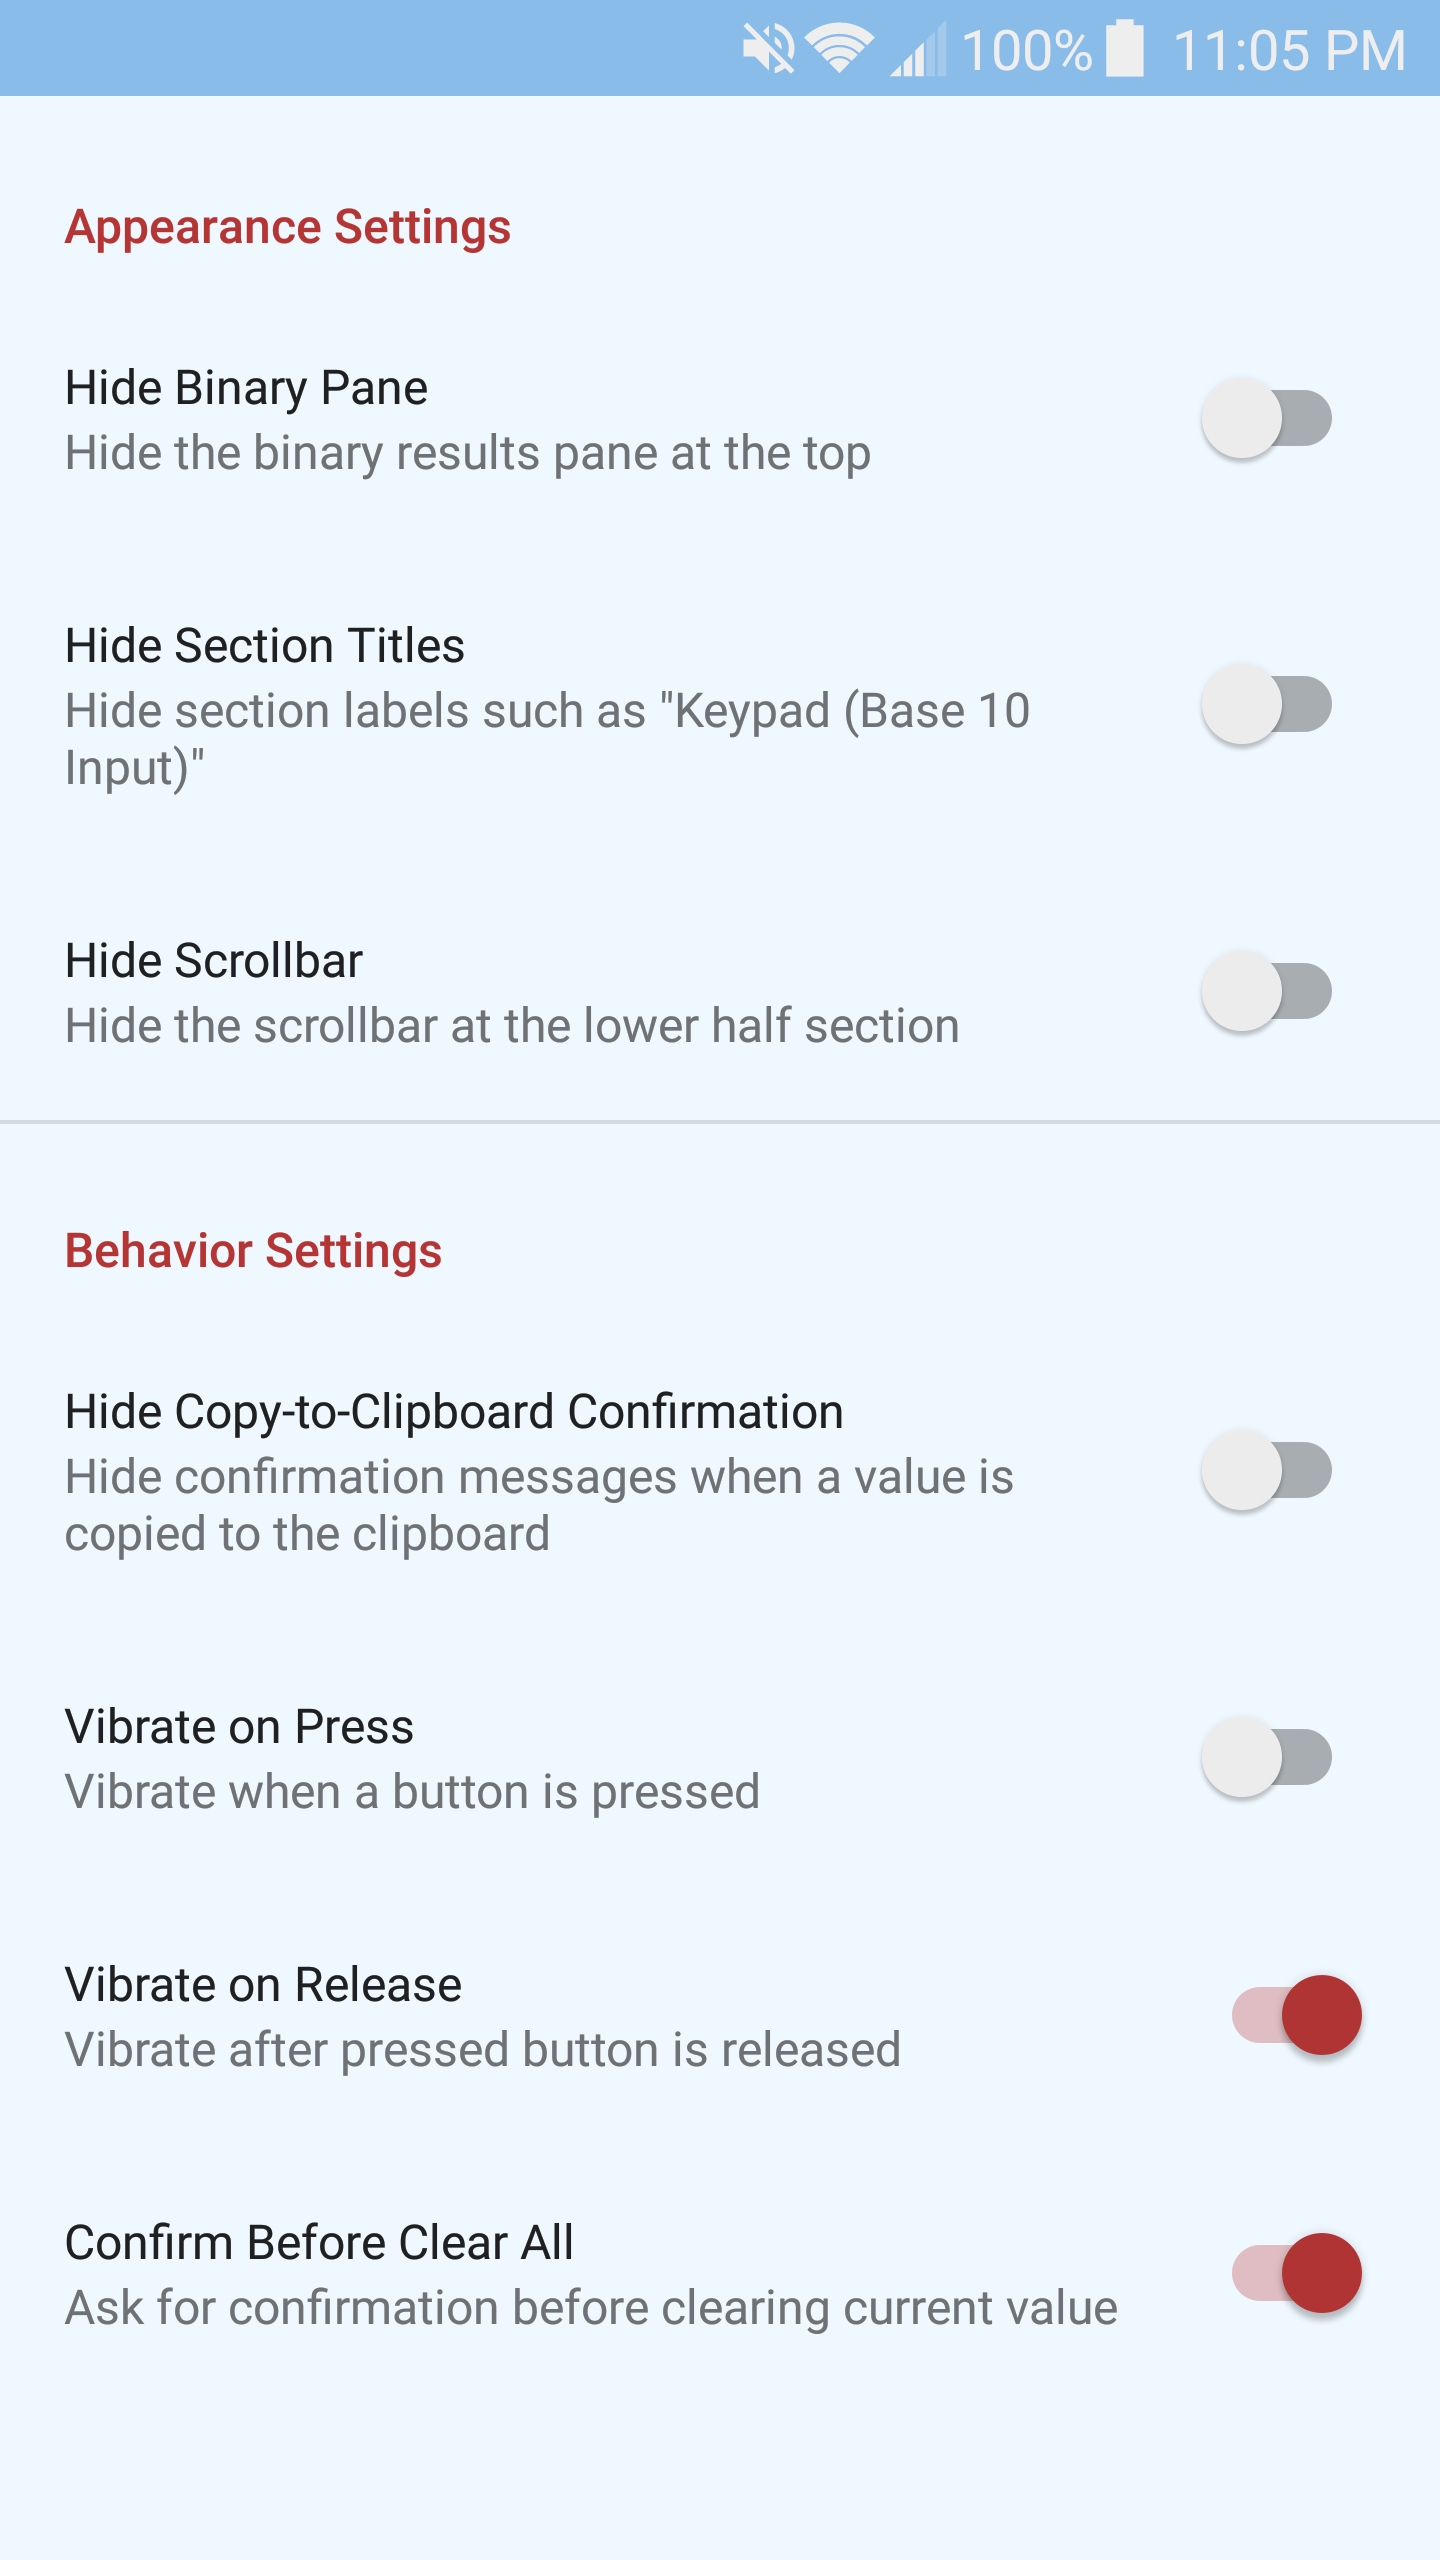 100% 11:05 PM
Appearance Settings
Hide Binary Pane
Hide the binary results pane at the top
Hide Section Titles
Hide section labels such as "Keypad (Base 10
Input)"
Hide Scrollbar
Hide the scrollbar at the lower half section
Behavior Settings
Hide Copy-to-Clipboard Confirmation
Hide confirmation messages when a value is
copied to the clipboard
Vibrate on Press
Vibrate when a button is pressed
Vibrate on Release
Vibrate after pressed button is released
Confirm Before Clear All
Ask for confirmation before clearing current value